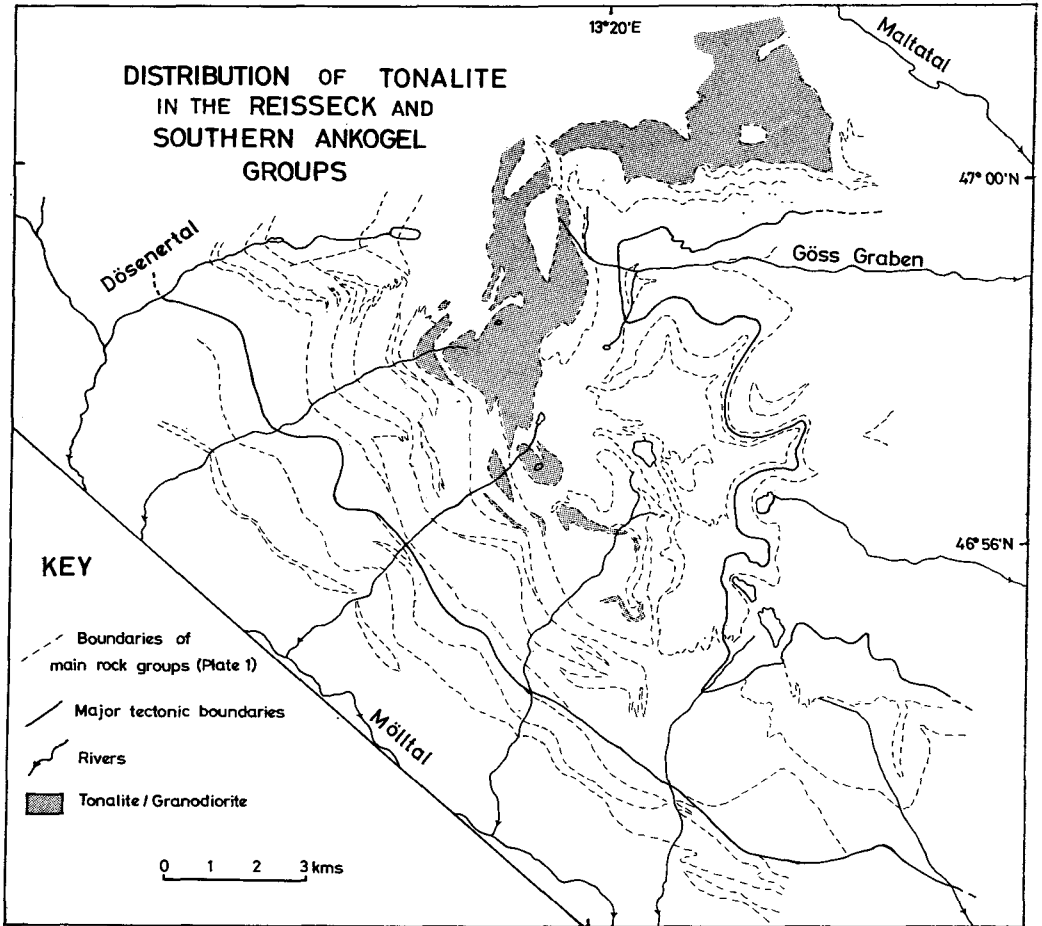 13°20'E
Maltatal
DISTRIBUTION OF TONALITE
IN THE REISSECK AND
SOUTHERN ANKOGEL
GROUPS
47° 00'N
Dösenertal
Göss Graben
46°56'N
KEY
Boundaries of
main rock groups (Plate 1)
Major tectonic boundaries
Rivers
Tonalite / Granodiorite
Mölltal
0 1 2 3 kms